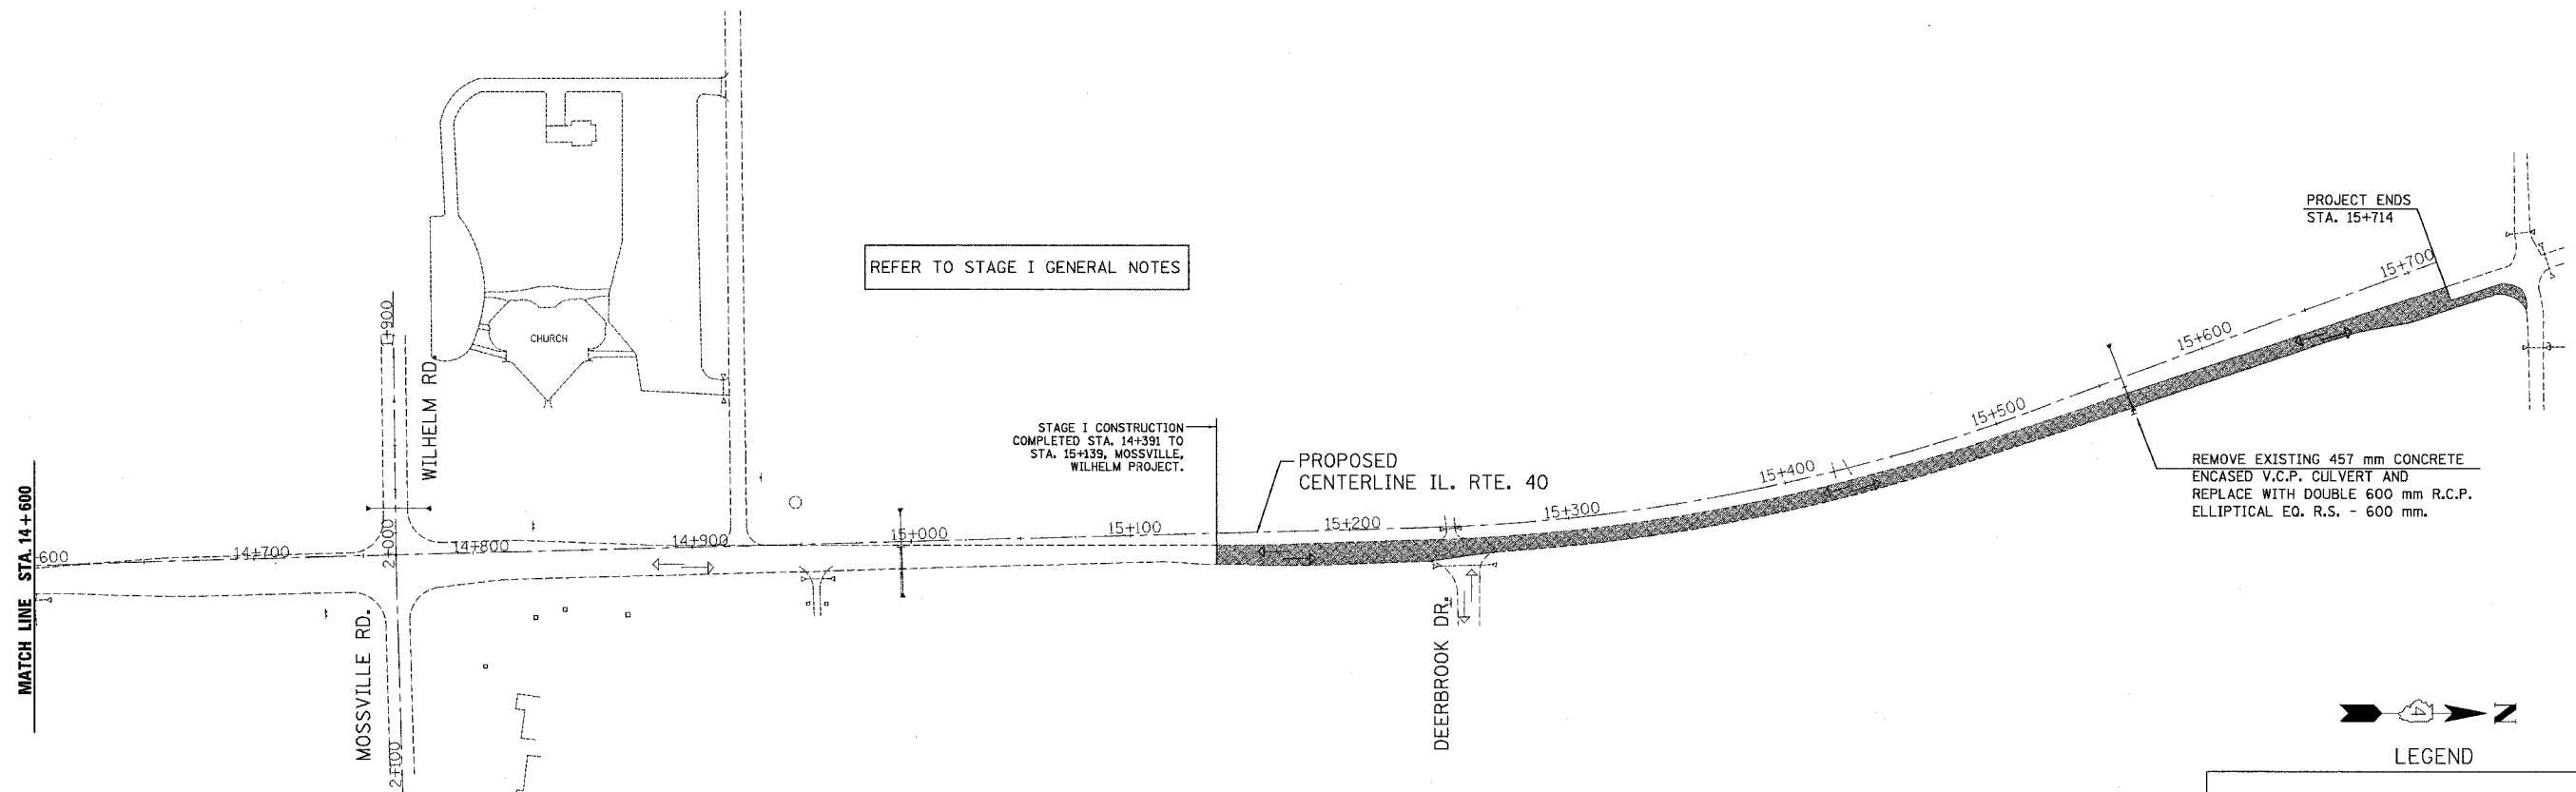 PROJECT ENDS
STA. 15+714
REFER TO STAGE I GENERAL NOTES
CHURCH
1+900
WILHELM RD.
STAGE I CONSTRUCTION
COMPLETED STA. 14+391 TO
STA. 15+139, MOSSVILLE,
WILHELM PROJECT.
PROPOSED
CENTERLINE IL. RTE. 40
REMOVE EXISTING 457 mm CONCRETE
ENCASED V.C.P. CULVERT AND
REPLACE WITH DOUBLE 600 mm R.C.P.
ELLIPTICAL EQ. R.S. - 600 mm.
MATCH LINE STA. 14+600
600
14+700
2+000
14+800
14+900
15+000
15+100
15+200
15+300
15+400
15+500
15+600
15+700
MOSSVILLE RD.
2+100
DEERBROOK DR.
4
N
LEGEND